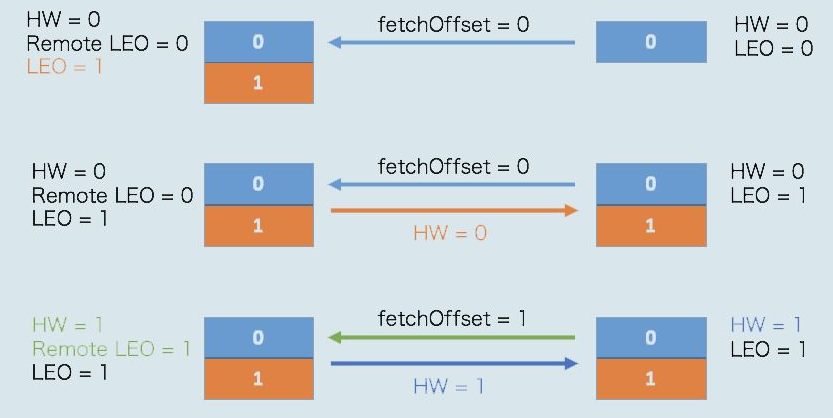 HW = 0
Remote LEO = 0
LEO = 1
0
1
fetchOffset = 0
0
HW = 0
LEO = 0
HW = 0
Remote LEO = 0
LEO = 1
0
1
fetchOffset = 0
HW = 0
0
1
HW = 0
LEO = 1
HW = 1
Remote LEO = 1
LEO = 1
0
1
fetchOffset = 1
HW = 1
0
1
HW = 1
LEO = 1